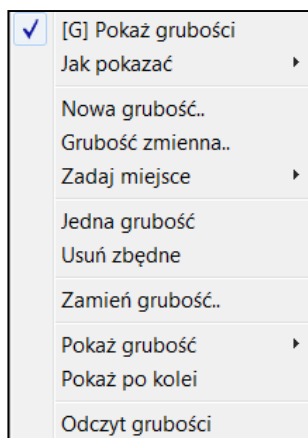 [G] Pokaż grubości
Jak pokazać
Nowa grubość..
Grubość zmienna..
Zadaj miejsce
Jedna grubość
Usuń zbędne
Zamień grubość..
Pokaż grubość
Pokaż po kolei
Odczyt grubości